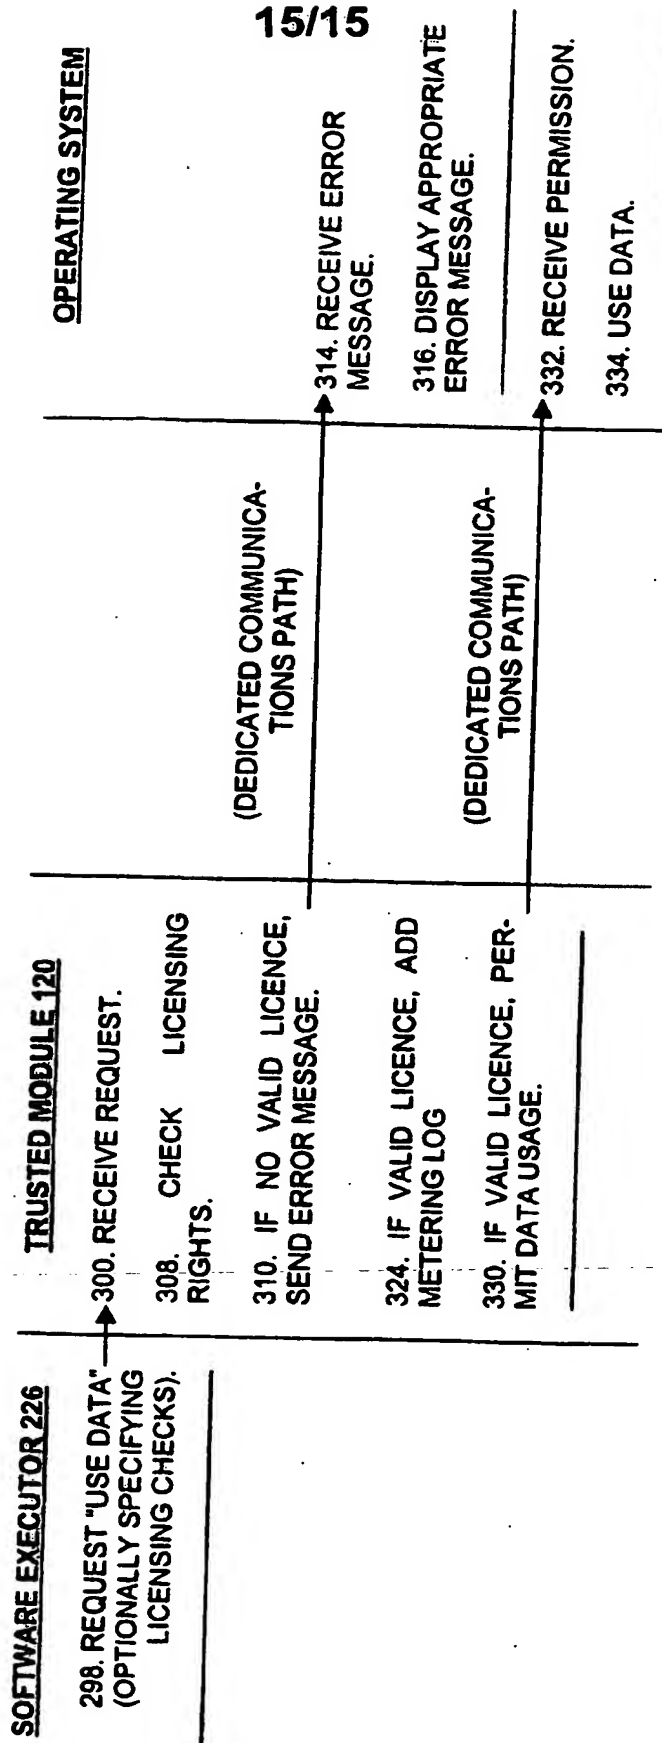 15/15
SOFTWARE EXECUTOR 226
298. REQUEST "USE DATA"
(OPTIONALLY SPECIFYING
LICENSING CHECKS).
TRUSTED MODULE 120
300. RECEIVE REQUEST.
308. CHECK LICENSING
RIGHTS.
310. IF NO VALID LICENCE,
SEND ERROR MESSAGE.
324. IF VALID LICENCE, ADD
METERING LOG
330. IF VALID LICENCE, PER-
MIT DATA USAGE.
(DEDICATED COMMUNICA-
TIONS PATH)
(DEDICATED COMMUNICA-
TIONS PATH)
OPERATING SYSTEM
314. RECEIVE ERROR
MESSAGE.
316. DISPLAY APPROPRIATE
ERROR MESSAGE.
332. RECEIVE PERMISSION.
334. USE DATA.